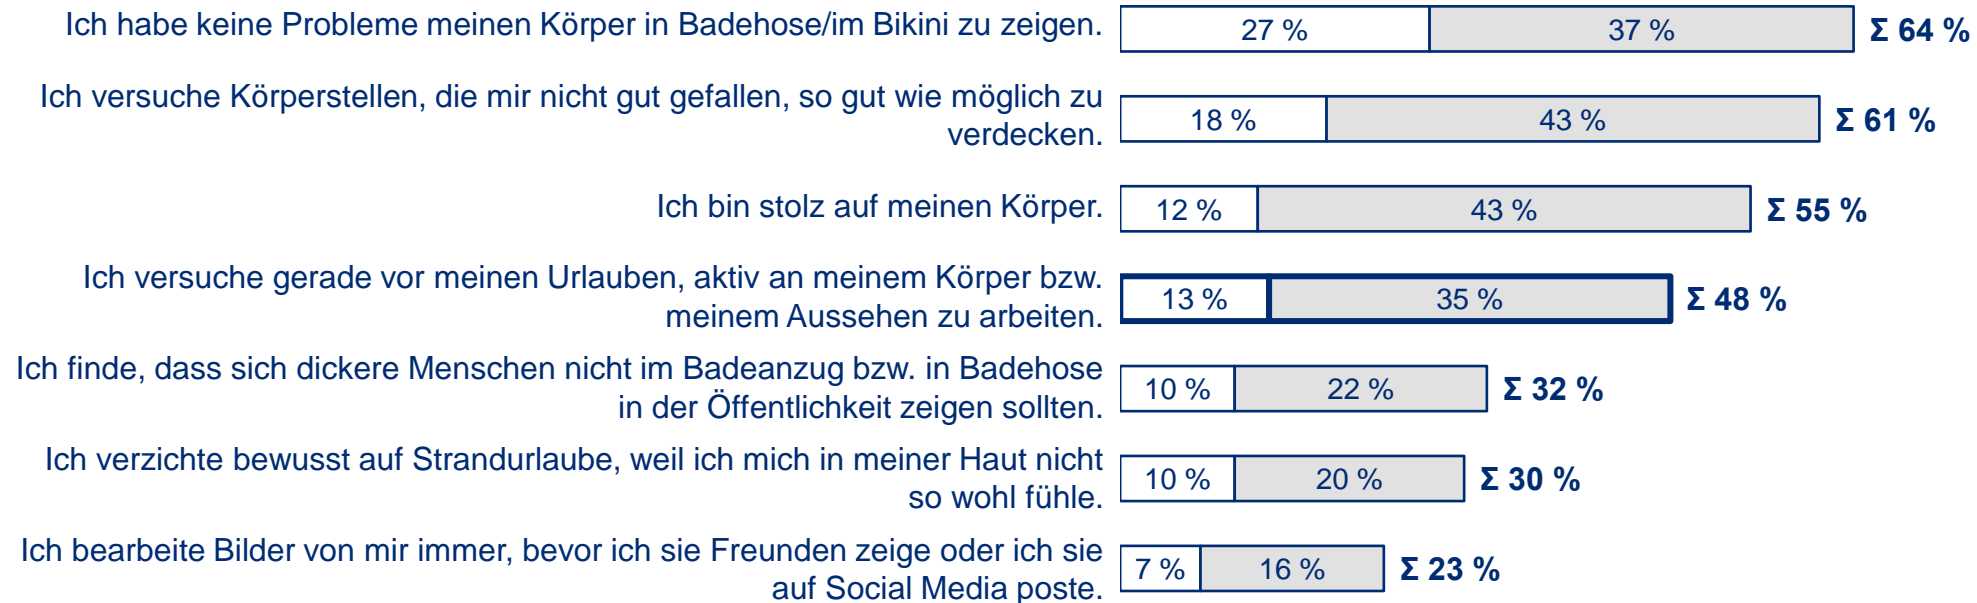 Ich habe keine Probleme meinen Körper in Badehose/im Bikini zu zeigen.
27 %
37 %
Σ 64 %
Ich versuche Körperstellen, die mir nicht gut gefallen, so gut wie möglich zu
verdecken.
18 %
43 %
Σ 61 %
Ich bin stolz auf meinen Körper.
12 %
43 %
Σ 55 %
Ich versuche gerade vor meinen Urlauben, aktiv an meinem Körper bzw.
meinem Aussehen zu arbeiten.
13 %
35 %
Σ 48 %
Ich finde, dass sich dickere Menschen nicht im Badeanzug bzw. in Badehose
in der Öffentlichkeit zeigen sollten.
10 %
22 %
Σ 32 %
Ich verzichte bewusst auf Strandurlaube, weil ich mich in meiner Haut nicht
so wohl fühle.
10 %
20 %
Σ 30 %
Ich bearbeite Bilder von mir immer, bevor ich sie Freunden zeige oder ich sie
auf Social Media poste.
7 %
16 %
Σ 23 %